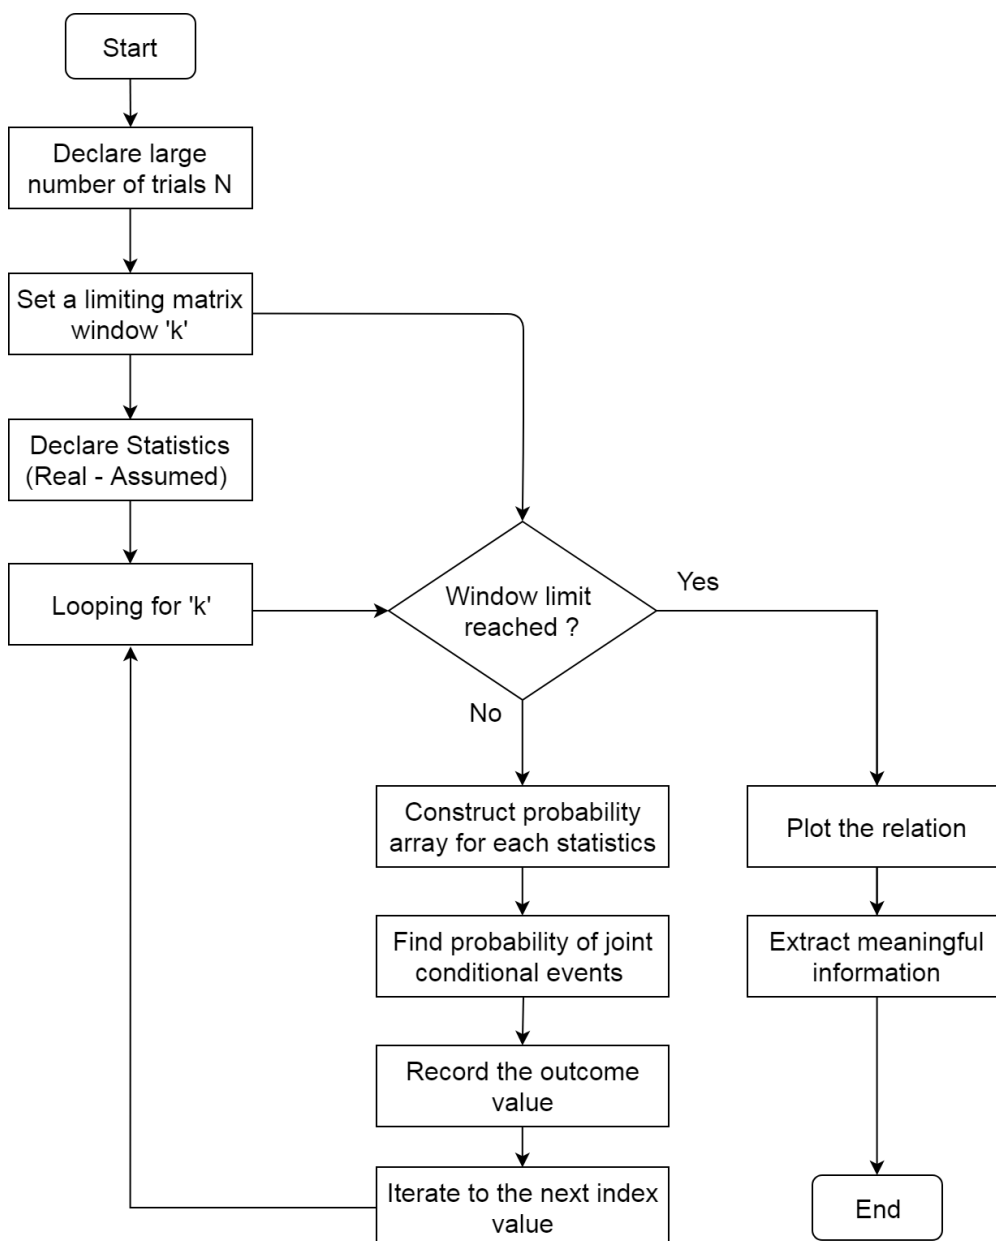 Start
Declare large
number of trials N
Set a limiting matrix
window 'k'
Declare Statistics
(Real - Assumed)
Looping for 'k'
Window limit
reached ?
Yes
No
Construct probability
array for each statistics
Find probability of joint
conditional events
Record the outcome
value
Iterate to the next index
value
Plot the relation
Extract meaningful
information
End